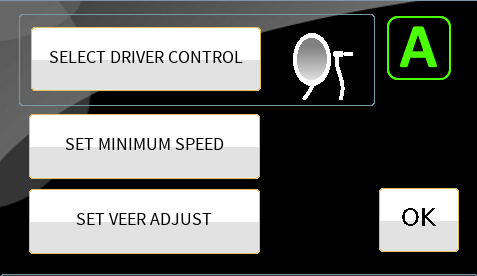 SELECT DRIVER CONTROL
A
SET MINIMUM SPEED
SET VEER ADJUST
OK